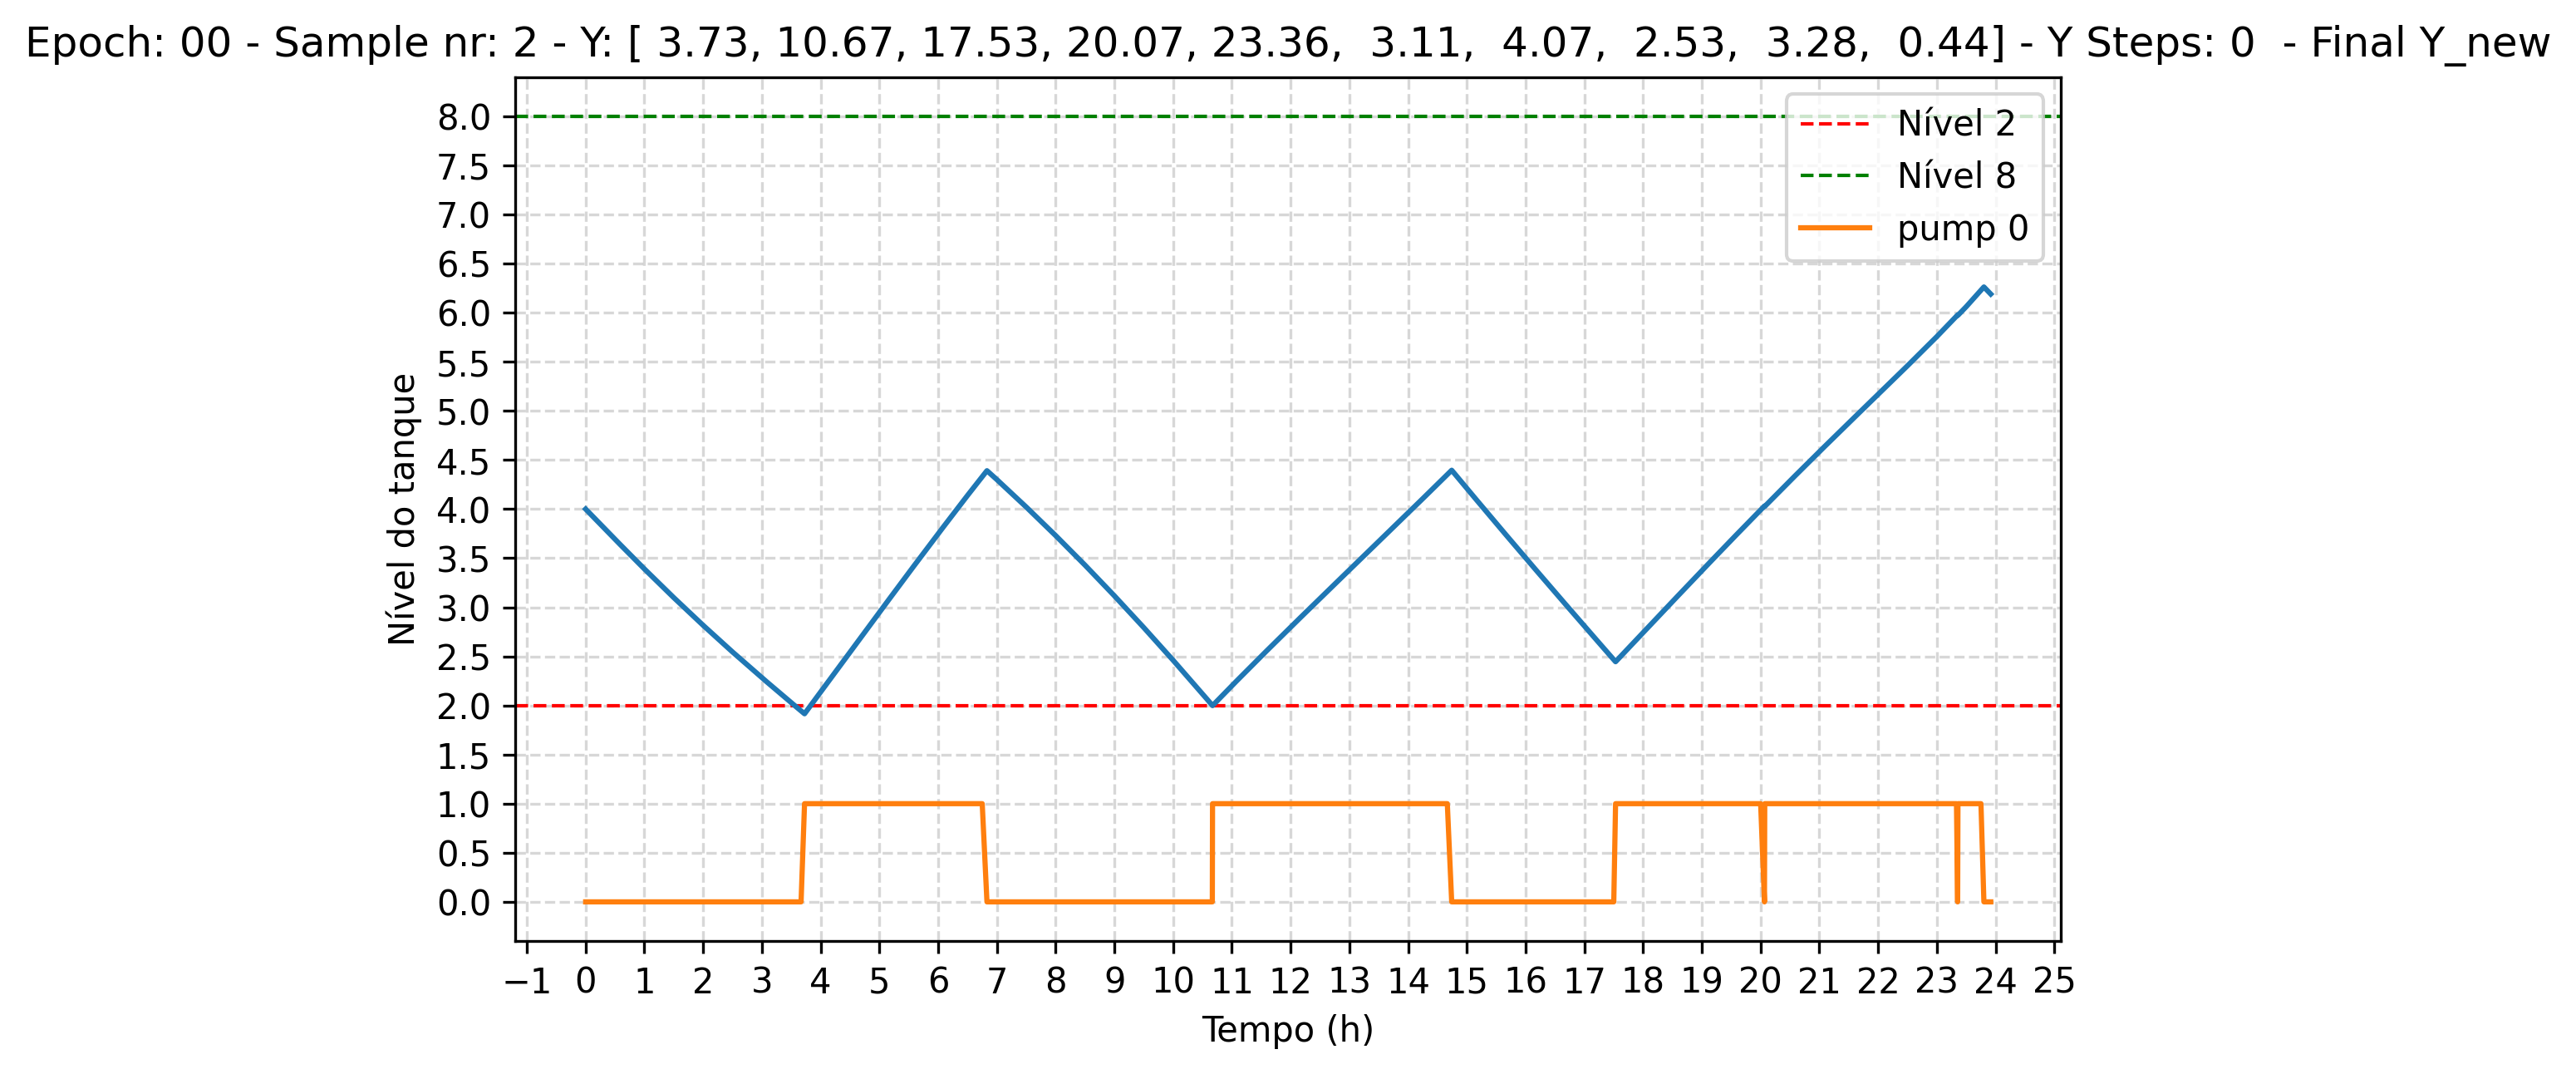 Epoch: 00 - Sample nr: 2 - Y: [ 3.73, 10.67, 17.53, 20.07, 23.36,  3.11,  4.07,  2.53,  3.28,  0.44] - Y Steps: 0  - Final Y_new
Nível 2
Nível 8
pump 0
8.0
7.5
7.0
6.5
6.0
5.5
5.0
4.5
4.0
3.5
3.0
2.5
2.0
1.5
1.0
0.5
0.0
Nível do tanque
−1 0 1 2 3 4 5 6 7 8 9 10 11 12 13 14 15 16 17 18 19 20 21 22 23 24 25
Tempo (h)